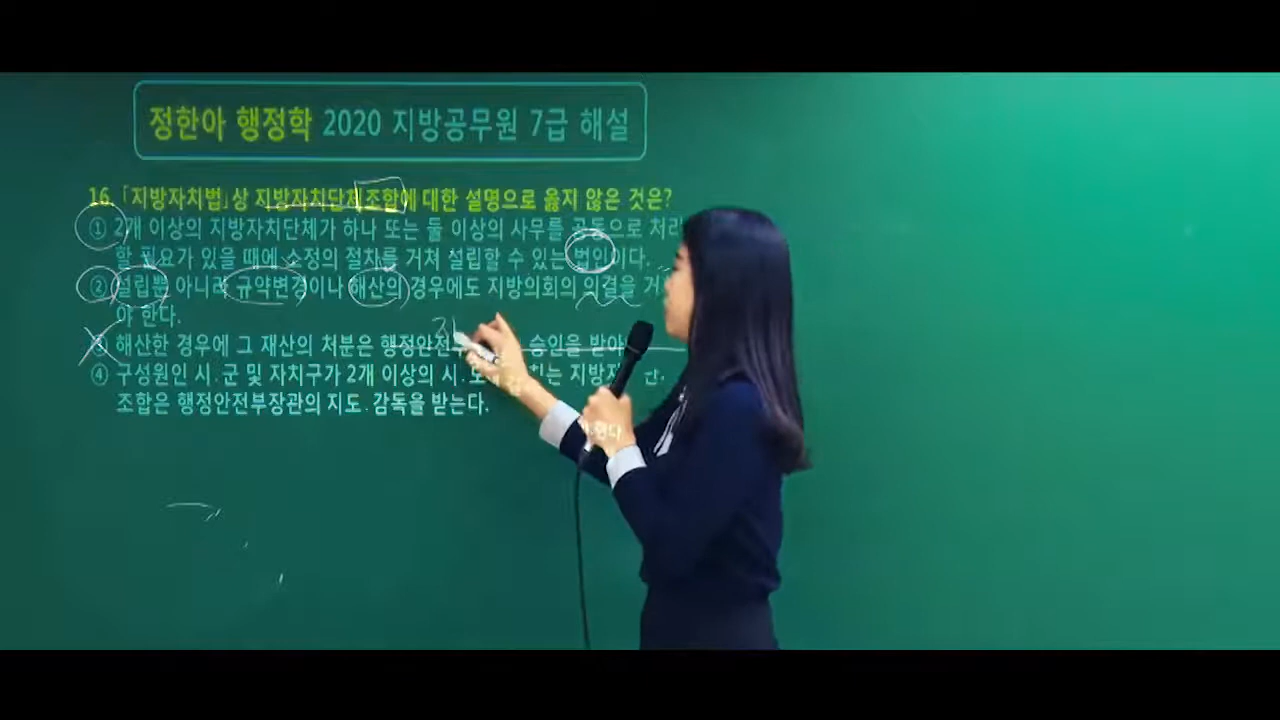 정한아 행정학 2020 지방공무원 7급 해설
16. 「지방자치법」상 지방자치단체조합에 대한 설명으로 옳지 않은 것은?
① 2개 이상의 지방자치단체가 하나 또는 둘 이상의 사무를 공동으로 처리
할 필요가 있을 때에 소정의 절차를 거쳐 설립할 수 있는 법인이다.
② 설립뿐 아니라 규약변경이나 해산의 경우에도 지방의회의 의결을 거쳐
야 한다.
해산한 경우에 그 재산의 처분은 행정안전부 승인을 받아
④ 구성원인 시.군 및 자치구가 2개 이상의 시.도 는 지방자
조합은 행정안전부장관의 지도.감독을 받는다.